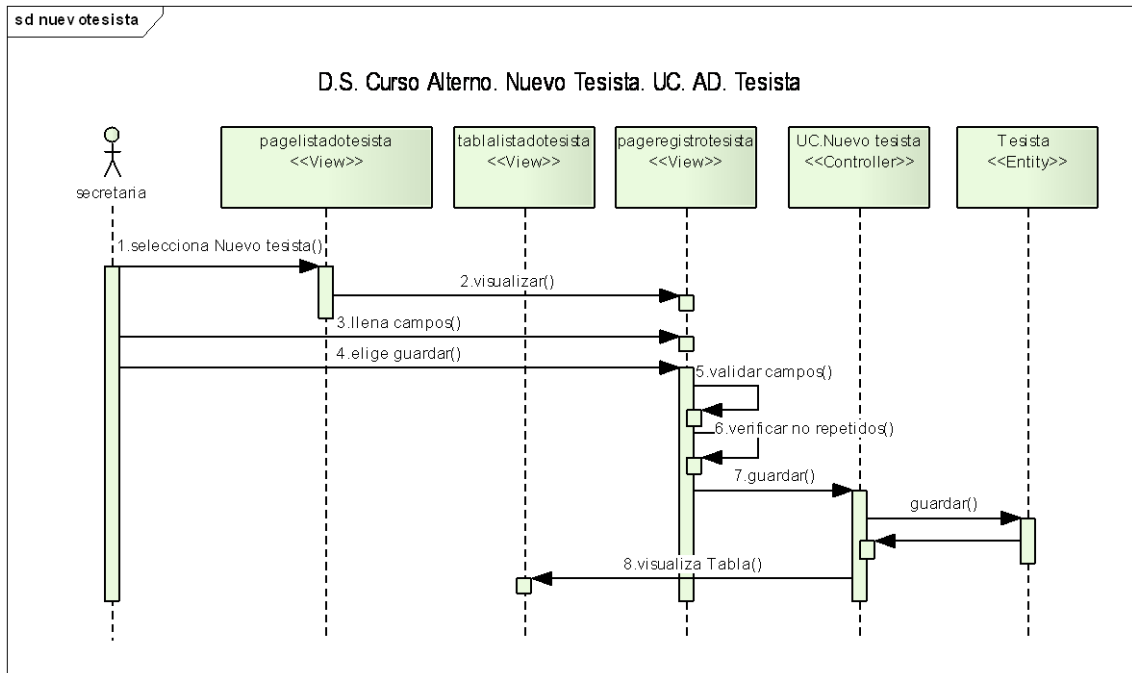 sd nuevotesista
D.S. Curso Alterno. Nuevo Tesista. UC. AD. Tesista
secretaria
pagelistadotesista
<<View>>
tablalistadotesista
<<View>>
pageregistrotesista
<<View>>
UC.Nuevo tesista
<<Controller>>
Tesista
<<Entity>>
1.selecciona Nuevo tesista()
2.visualizar()
3.llena campos()
4.elige guardar()
5.validar campos()
6.verificar no repetidos()
7.guardar()
guardar()
8.visualiza Tabla()